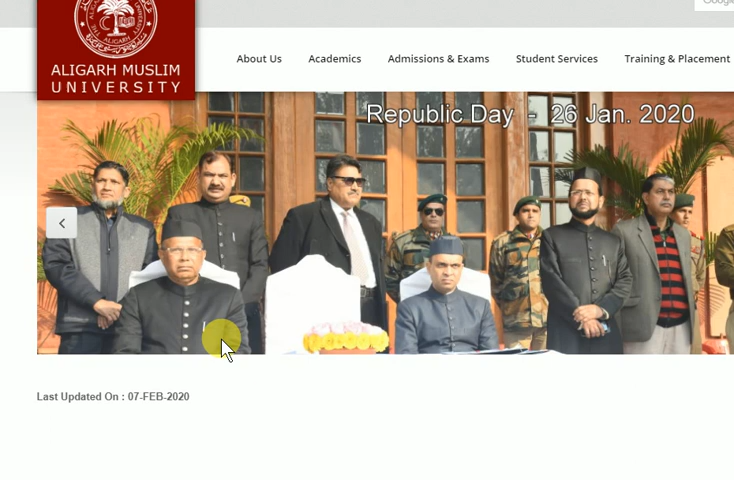 Google
ALIGARH MUSLIM
UNIVERSITY
About Us
Academics
Admissions & Exams
Student Services
Training & Placement
Republic Day - 26 Jan. 2020
Last Updated On : 07-FEB-2020